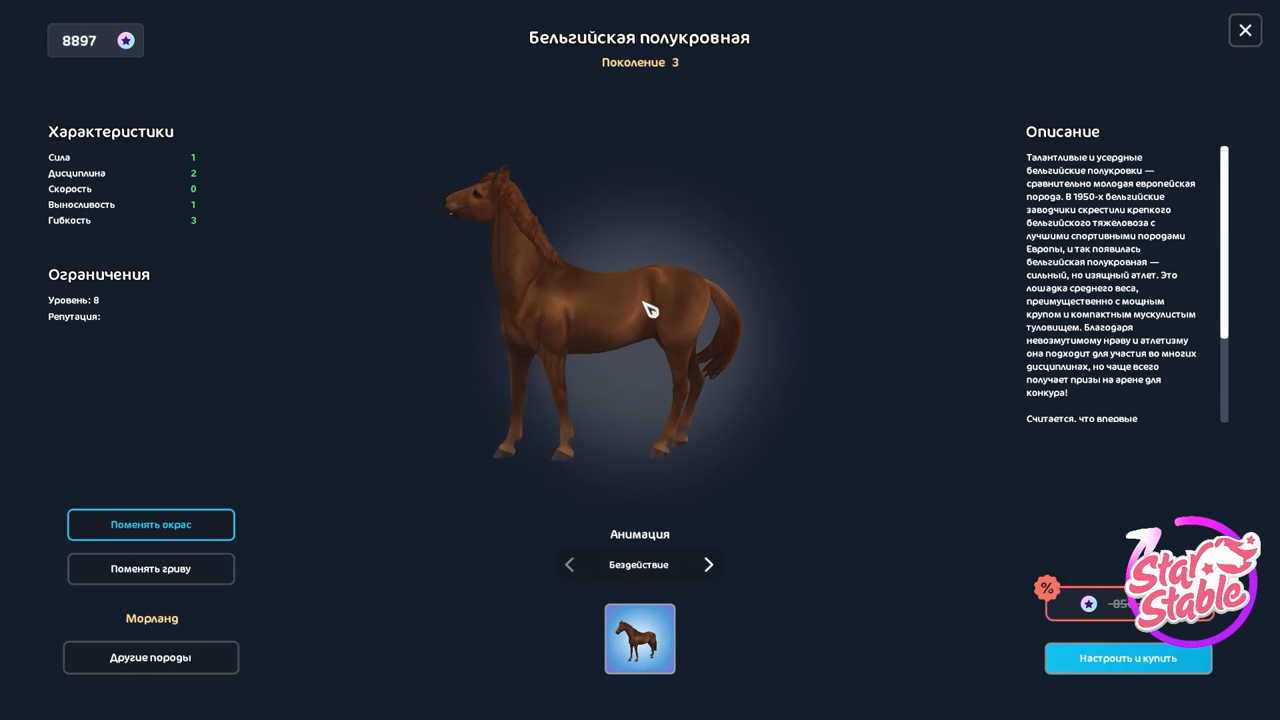 8897
Бельгийская полукровная
Поколение 3
Характеристики
Сила 1
Дисциплина 2
Скорость 0
Выносливость 1
Гибкость 3
Ограничения
Уровень: 8
Репутация:
Описание
Талантливые и усердные
бельгийские полукровки —
сравнительно молодая европейская
порода. В 1950-х бельгийские
заводчики скрестили крепкого
бельгийского тяжеловоза с
лучшими спортивными породами
Европы, и так появилась
бельгийская полукровная —
сильный, но изящный атлет. Это
лошадка среднего веса,
преимущественно с мощным
крупом и компактным мускулистым
туловищем. Благодаря
невозмутимому нраву и атлетизму
она подходит для участия во многих
дисциплинах, но чаще всего
получает призы на арене для
конкура!
Считается, что впервые
Поменять окрас
Поменять гриву
Морланд
Другие породы
Анимация
Бездействие
%
Star
Stable
Настроить и купить